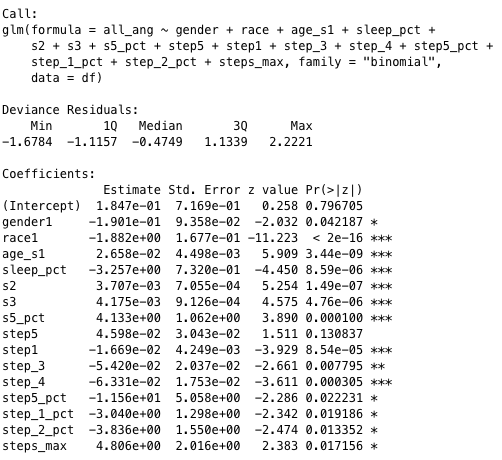 Call:
glm(formula = all_ang ~ gender + race + age_s1 + sleep_pct +
    s2 + s3 + s5_pct + step5 + step1 + step_3 + step_4 + step5_pct +
    step_1_pct + step_2_pct + steps_max, family = "binomial",
    data = df)

Deviance Residuals:
    Min       1Q   Median       3Q      Max
-1.6784  -1.1157  -0.4749   1.1339   2.2221

Coefficients:
              Estimate Std. Error z value Pr(>|z|)
(Intercept)  1.847e-01  7.169e-01   0.258 0.796705
gender1     -1.901e-01  9.358e-02  -2.032 0.042187 *
race1       -1.882e+00  1.677e-01 -11.223  < 2e-16 ***
age_s1       2.658e-02  4.498e-03   5.909 3.44e-09 ***
sleep_pct   -3.257e+00  7.320e-01  -4.450 8.59e-06 ***
s2           3.707e-03  7.055e-04   5.254 1.49e-07 ***
s3           4.175e-03  9.126e-04   4.575 4.76e-06 ***
s5_pct       4.133e+00  1.062e+00   3.890 0.000100 ***
step5        4.598e-02  3.043e-02   1.511 0.130837
step1       -1.669e-02  4.249e-03  -3.929 8.54e-05 ***
step_3      -5.420e-02  2.037e-02  -2.661 0.007795 **
step_4      -6.331e-02  1.753e-02  -3.611 0.000305 ***
step5_pct   -1.156e+01  5.058e+00  -2.286 0.022231 *
step_1_pct  -3.040e+00  1.298e+00  -2.342 0.019186 *
step_2_pct  -3.836e+00  1.550e+00  -2.474 0.013352 *
steps_max    4.806e+00  2.016e+00   2.383 0.017156 *